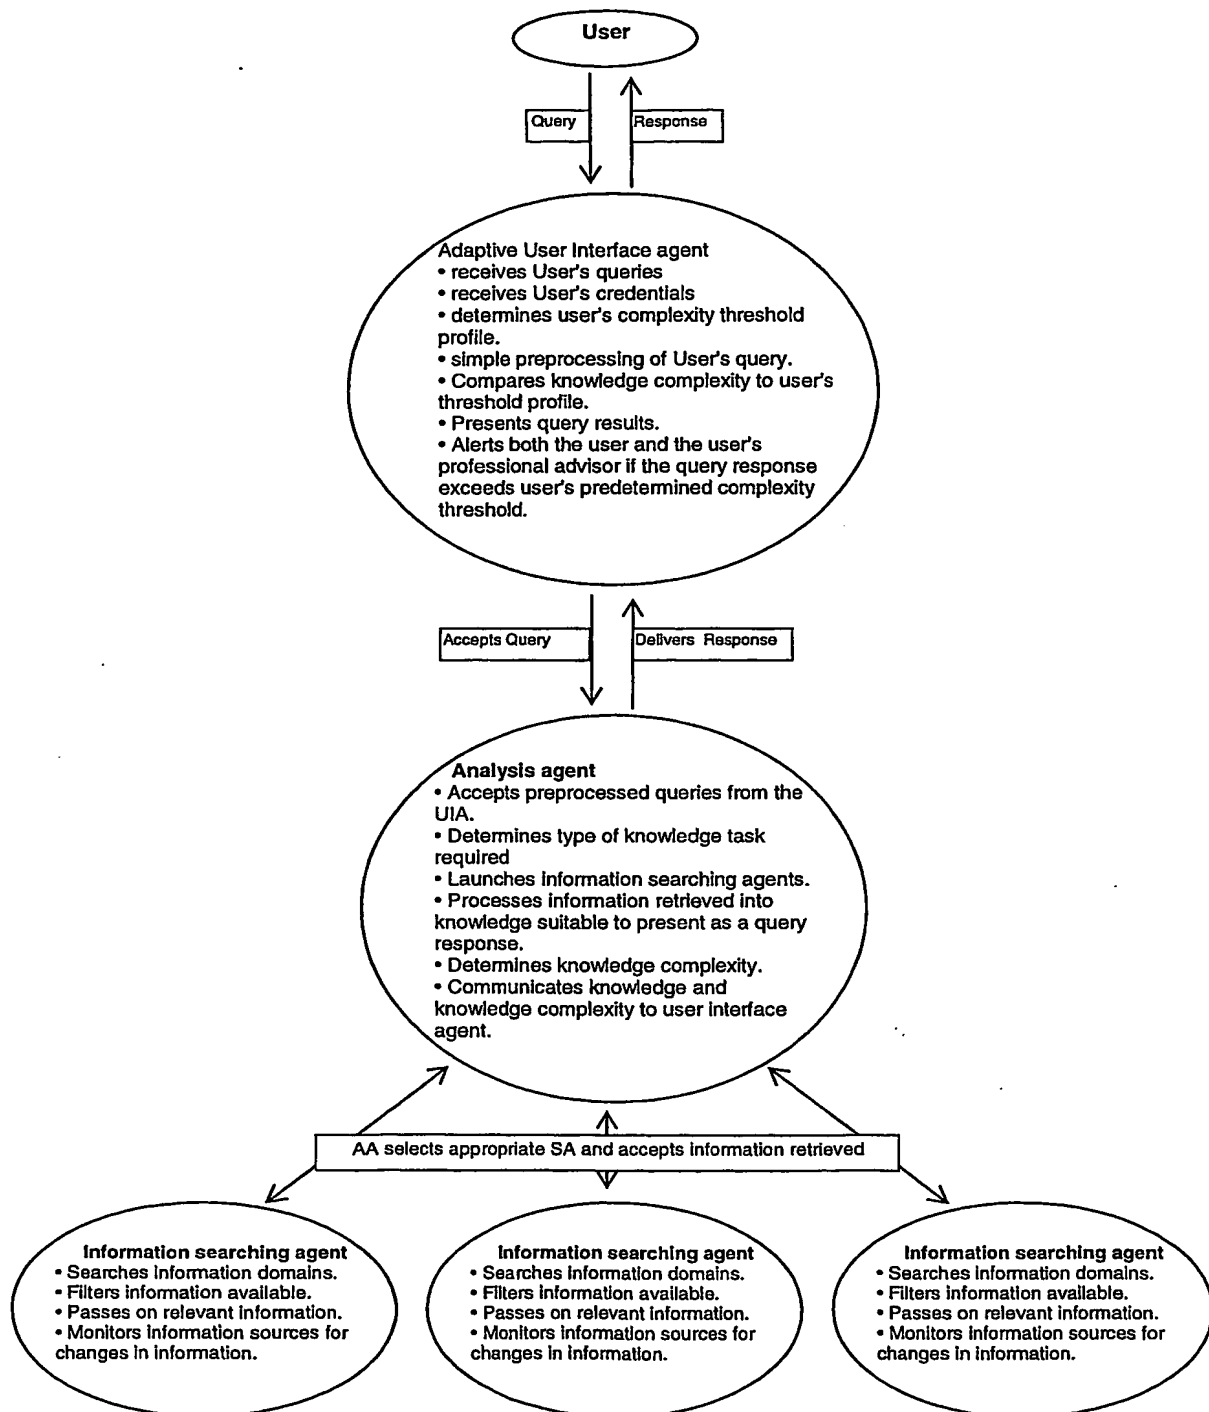 User
Query
Response
Adaptive User Interface agent
• receives User's queries
• receives User's credentials
• determines user's complexity threshold
profile.
• simple preprocessing of User's query.
• Compares knowledge complexity to user's
threshold profile.
• Presents query results.
• Alerts both the user and the user's
professional advisor if the query response
exceeds user's predetermined complexity
threshold.
Accepts Query
Delivers Response
Analysis agent
• Accepts preprocessed queries from the
UIA.
• Determines type of knowledge task
required
• Launches information searching agents.
• Processes information retrieved into
knowledge suitable to present as a query
response.
• Determines knowledge complexity.
• Communicates knowledge and
knowledge complexity to user interface
agent.
AA selects appropriate SA and accepts information retrieved
Information searching agent
• Searches information domains.
• Filters information available.
• Passes on relevant information.
• Monitors information sources for
changes in information.
Information searching agent
• Searches information domains.
• Filters information available.
• Passes on relevant information.
• Monitors information sources for
changes in information.
Information searching agent
• Searches information domains.
• Filters information available.
• Passes on relevant information.
• Monitors information sources for
changes in information.